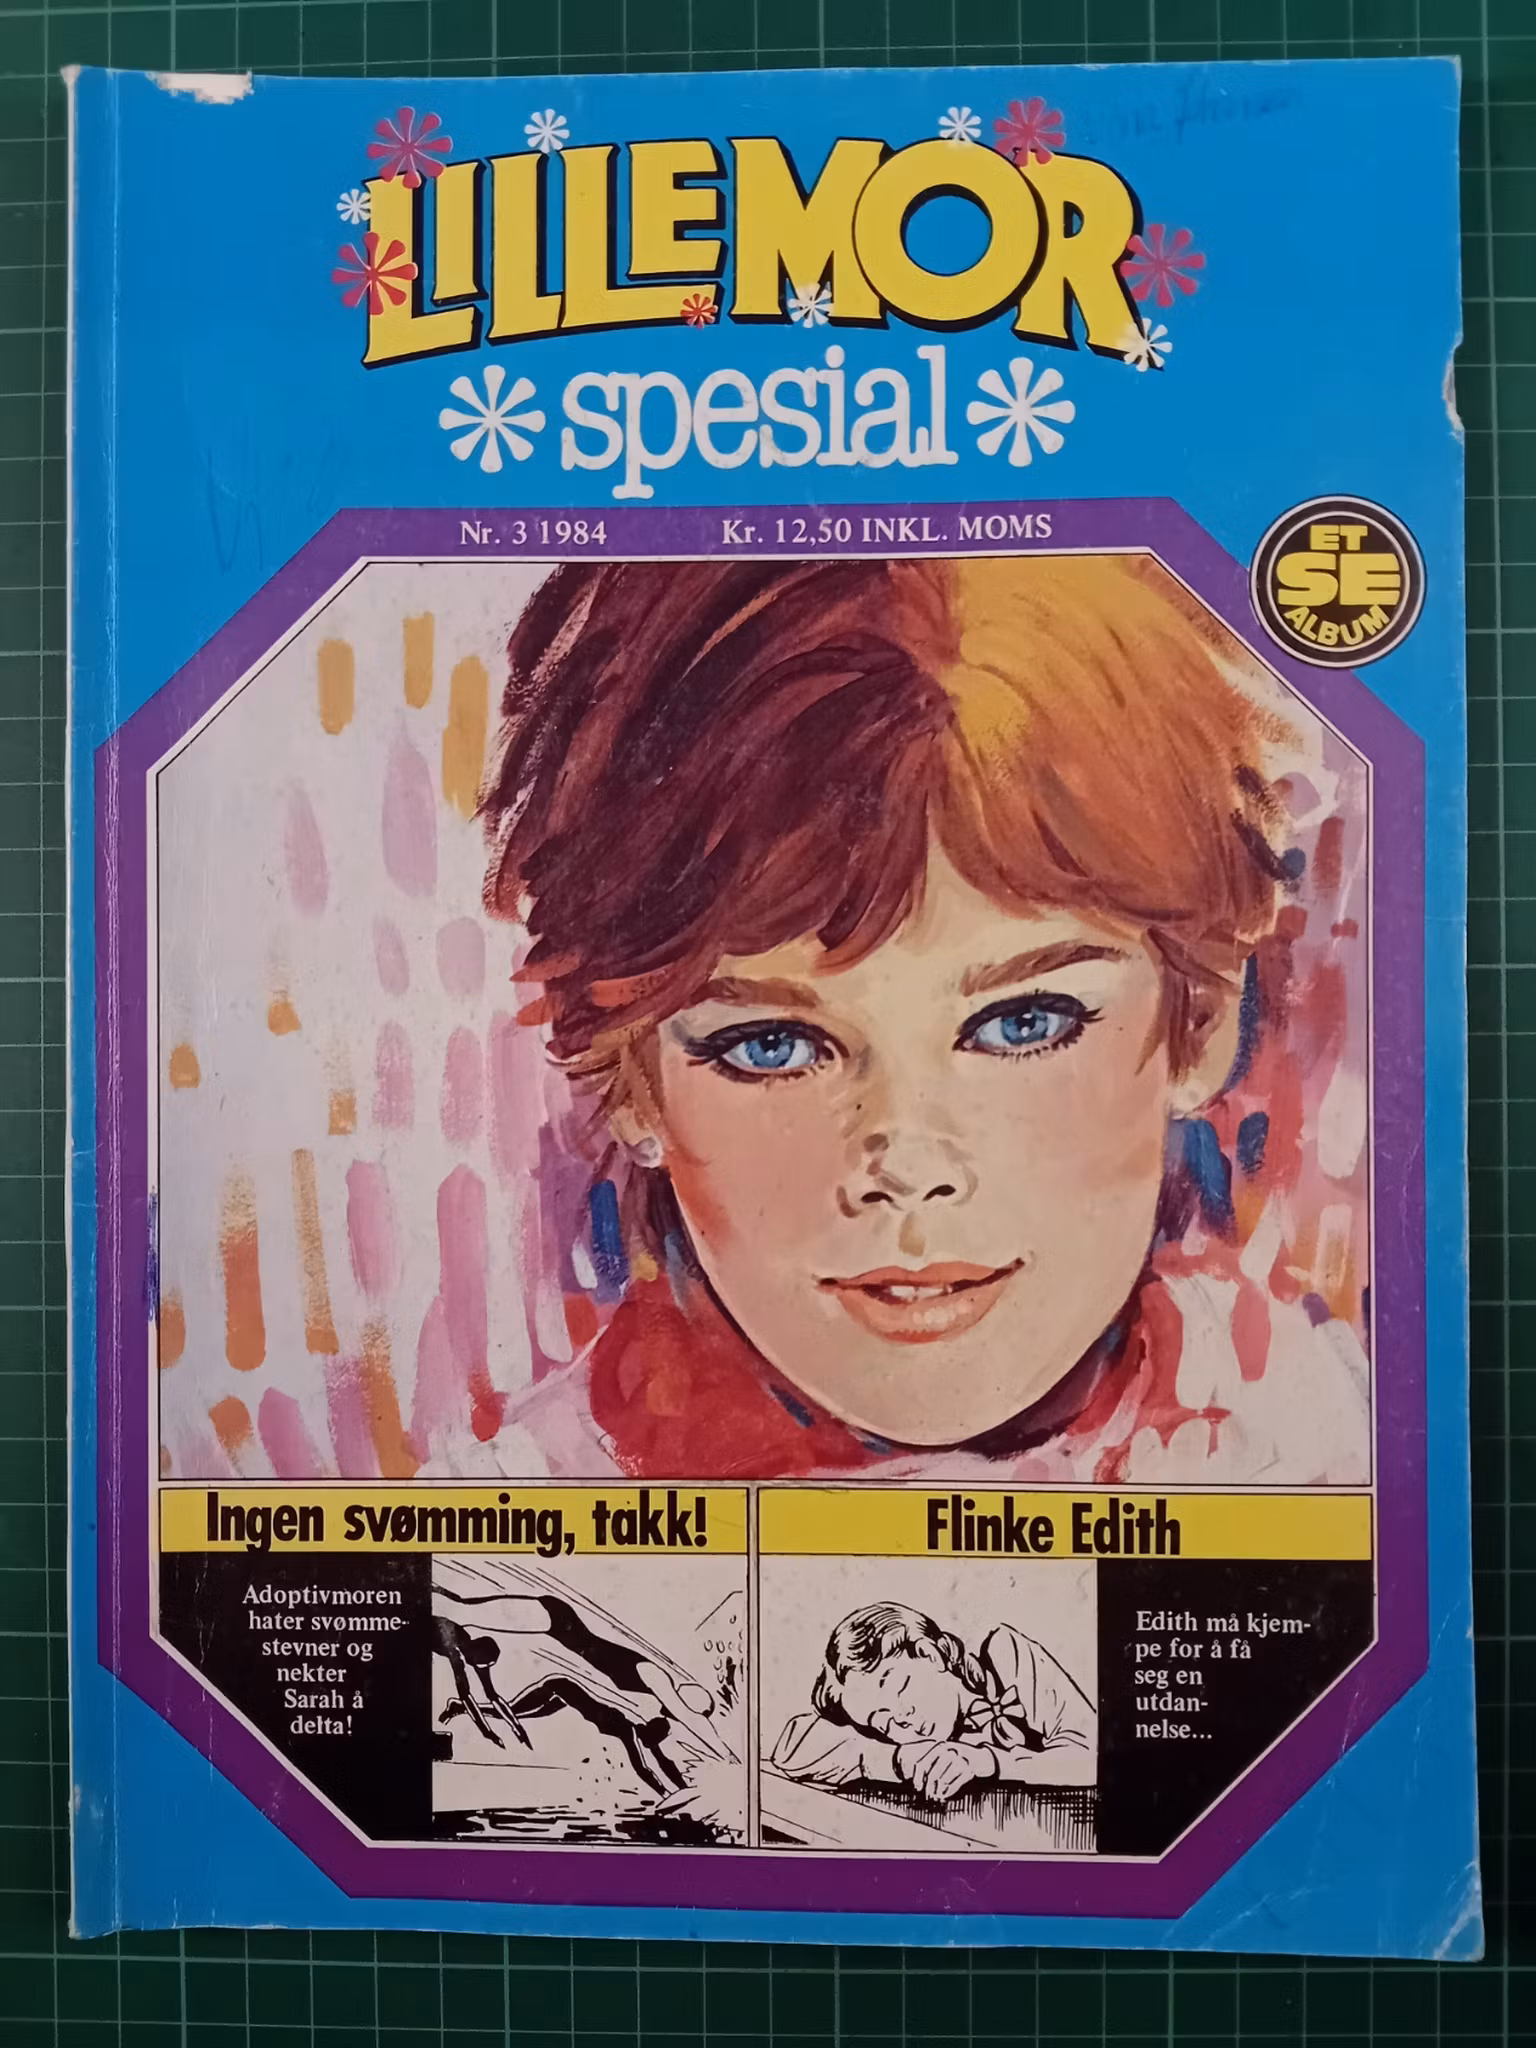 LILLEMOR
spesial
Nr. 3 1984 Kr. 12,50 INKL. MOMS
ET
SE
ALBUM
Ingen svømming, takk!
Adoptivmoren
hater svømme-
stevner og
nekter
Sarah å
delta!
Flinke Edith
Edith må kjem-
pe for å få
seg en
utdan-
nelse...